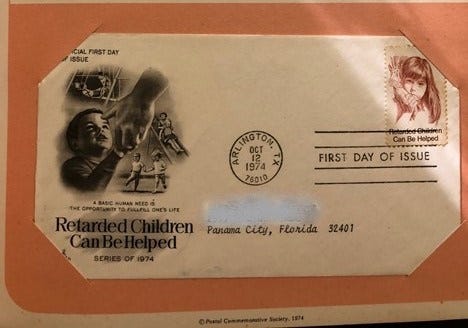 CIAL FIRST DAY
OF ISSUE
Retarded Children
Can Be Helped
ARLINGTON, TX
OCT
12
1974
76010
FIRST DAY OF ISSUE
A BASIC HUMAN NEED IS
THE OPPORTUNITY TO FULFILL ONE'S LIFE
Retarded Children
Can Be Helped
SERIES OF 1974
Panama City, Florida 32401
© Postal Commemorative Society, 1974